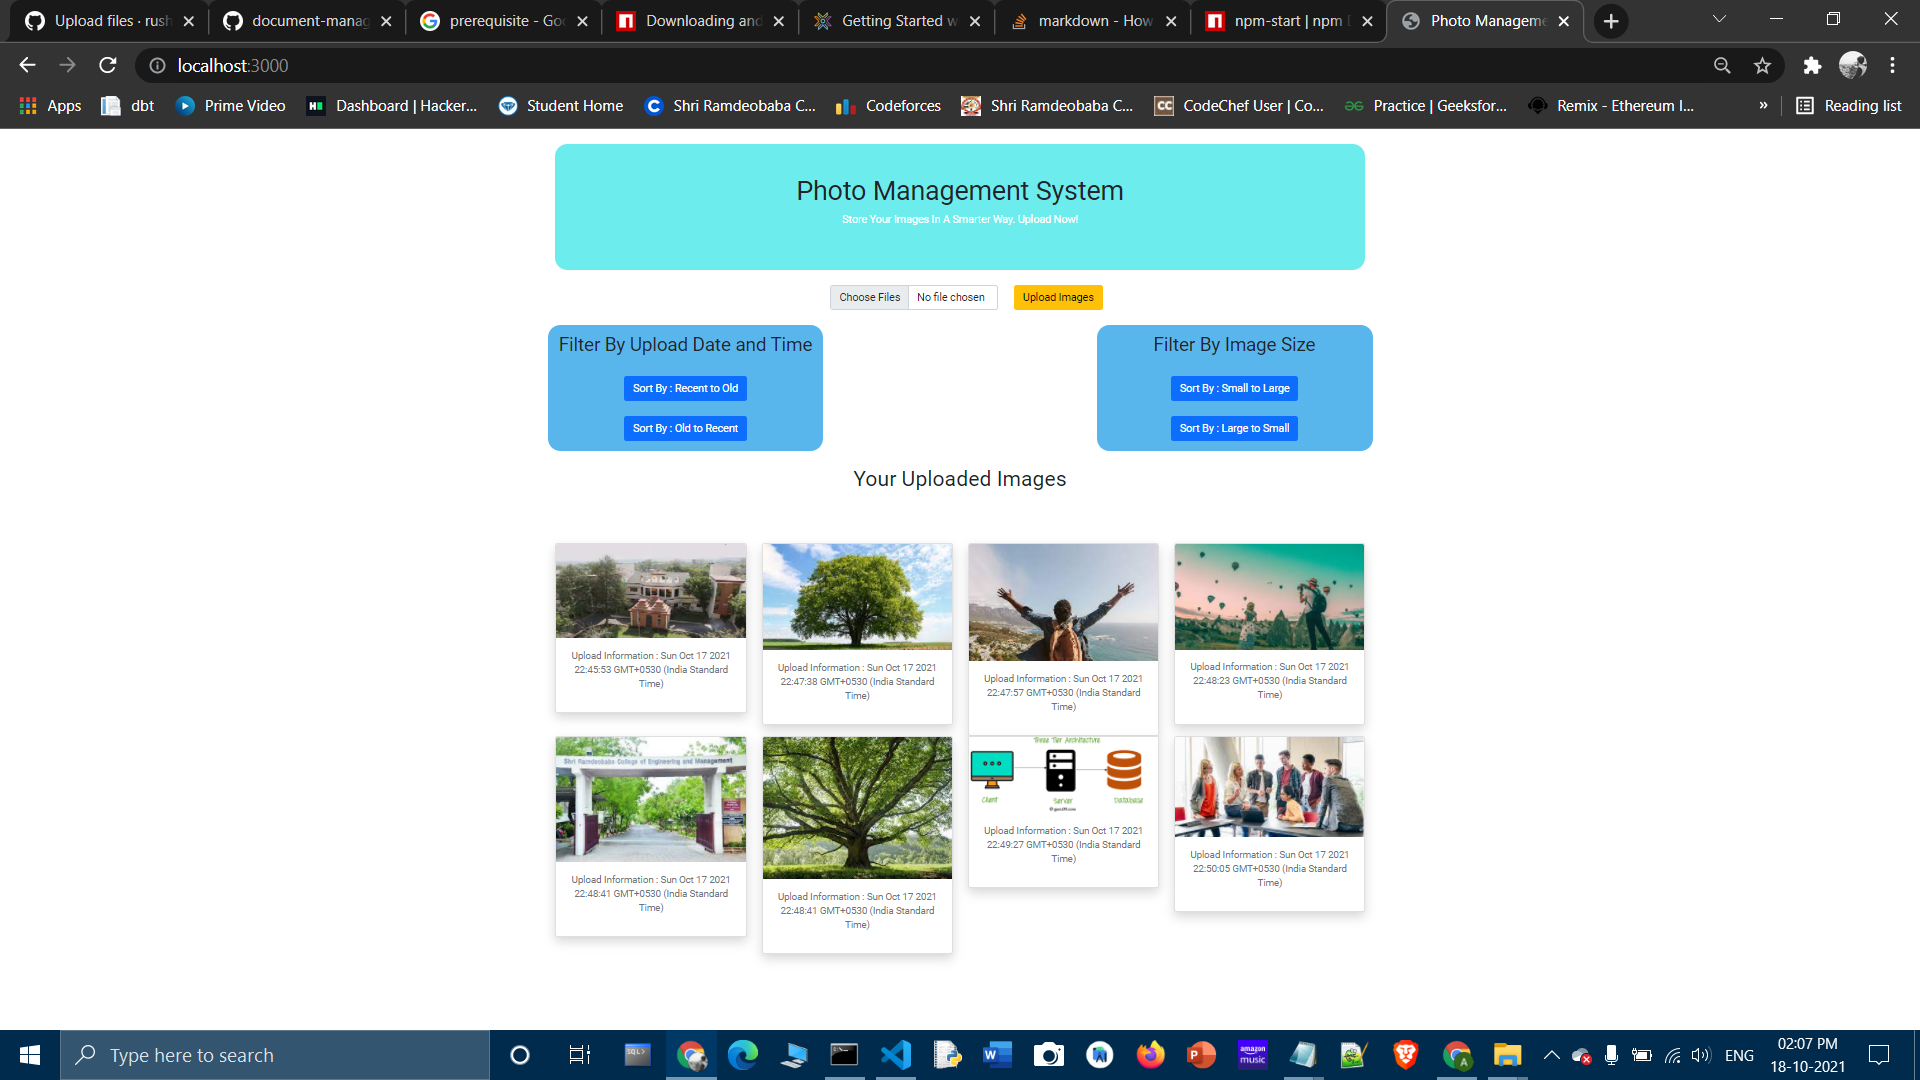 Upload files · rush
document-manag
prerequisite - Goo
Downloading and
Getting Started w
markdown - How
npm-start | npm D
Photo Manageme
localhost:3000
Apps
dbt
Prime Video
Dashboard | Hacker...
Student Home
Shri Ramdeobaba C...
Codeforces
Shri Ramdeobaba C...
CodeChef User | Co...
Practice | Geeksfor...
Remix - Ethereum I...
»
Reading list
Photo Management System
Store Your Images In A Smarter Way. Upload Now!
Choose Files No file chosen
Upload Images
Filter By Upload Date and Time
Sort By : Recent to Old
Sort By : Old to Recent
Filter By Image Size
Sort By : Small to Large
Sort By : Large to Small
Your Uploaded Images
Upload Information : Sun Oct 17 2021
22:45:53 GMT+0530 (India Standard
Time)
Upload Information : Sun Oct 17 2021
22:47:38 GMT+0530 (India Standard
Time)
Upload Information : Sun Oct 17 2021
22:47:57 GMT+0530 (India Standard
Time)
Upload Information : Sun Oct 17 2021
22:48:23 GMT+0530 (India Standard
Time)
Shri Ramdeobaba College of Engineering and Management
Upload Information : Sun Oct 17 2021
22:48:41 GMT+0530 (India Standard
Time)
Upload Information : Sun Oct 17 2021
22:48:41 GMT+0530 (India Standard
Time)
Three Tier Architecture
Client
Server
Database
Upload Information : Sun Oct 17 2021
22:49:27 GMT+0530 (India Standard
Time)
Upload Information : Sun Oct 17 2021
22:50:05 GMT+0530 (India Standard
Time)
Type here to search
SQL>
amazon
music
ENG
02:07 PM
18-10-2021